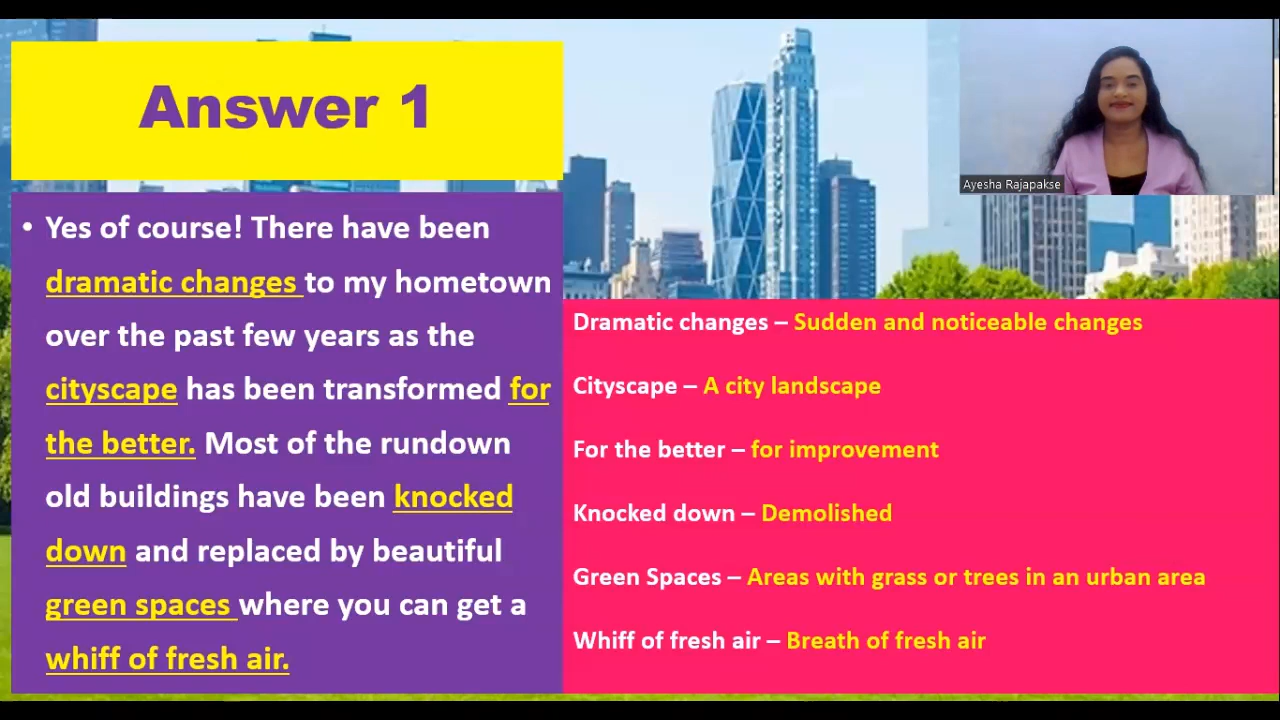 Answer 1
Ayesha Rajapakse
• Yes of course! There have been
dramatic changes to my hometown
over the past few years as the
cityscape has been transformed for
the better. Most of the rundown
old buildings have been knocked
down and replaced by beautiful
green spaces where you can get a
whiff of fresh air.
Dramatic changes – Sudden and noticeable changes
Cityscape – A city landscape
For the better – for improvement
Knocked down – Demolished
Green Spaces – Areas with grass or trees in an urban area
Whiff of fresh air – Breath of fresh air